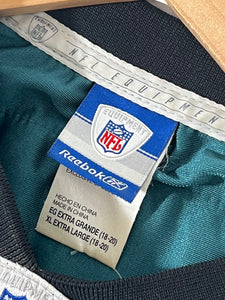 NFL EQUIPMENT
EQUIPMENT
NFL
Reebok
HECHO EN CHINA
MADE IN CHINA
EG EXTRA GRANDE (18-20)
XL EXTRA LARGE (18-20)